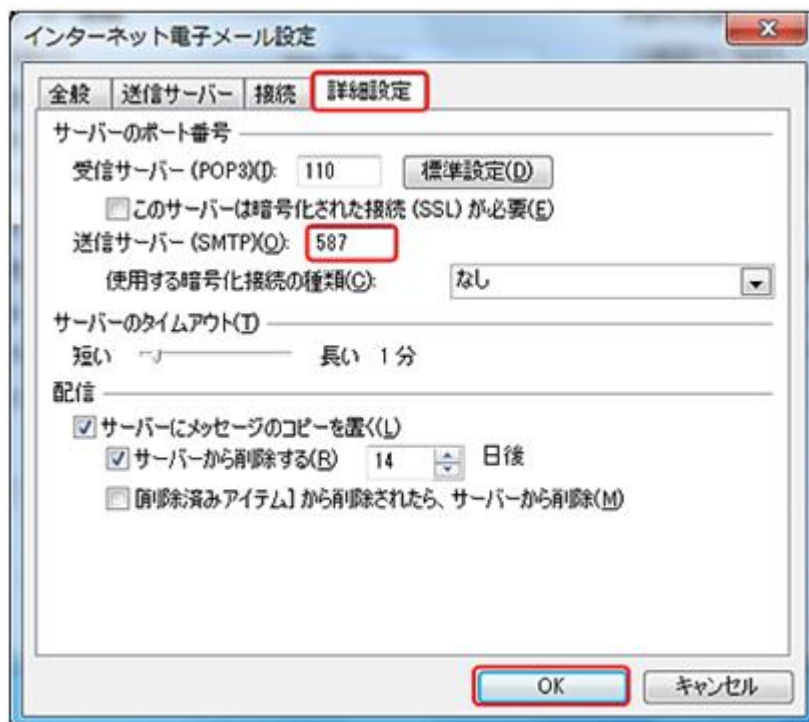 インターネット電子メール設定
全般 送信サーバー 接続 詳細設定
サーバーのポート番号
受信サーバー (POP3)(I): 110 標準設定(D)
このサーバーは暗号化された接続 (SSL) が必要(E)
送信サーバー (SMTP)(O): 587
使用する暗号化接続の種類(C): なし
サーバーのタイムアウト(T)
短い 長い 1 分
配信
サーバーにメッセージのコピーを置く(L)
サーバーから削除する(R) 14 日後
[削除済みアイテム] から削除されたら、サーバーから削除(M)
OK キャンセル